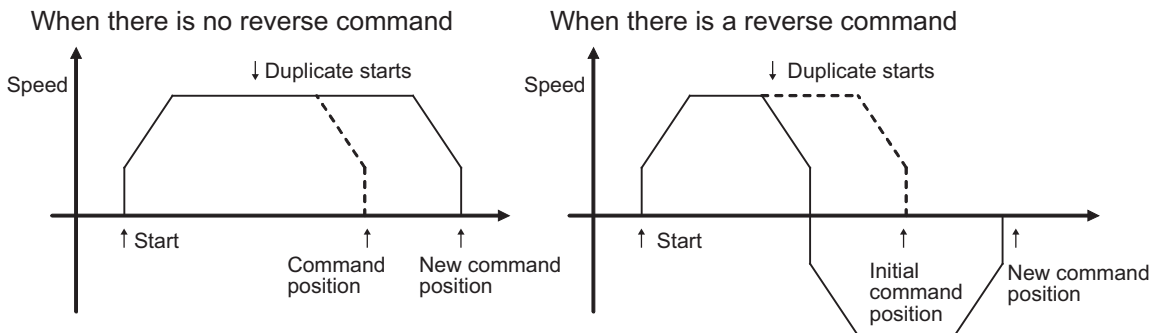 When there is no reverse command
Speed
↓ Duplicate starts
↑ Start
↑
Command
position
↑
New command
position
When there is a reverse command
Speed
↓ Duplicate starts
↑ Start
↑
Initial
command
position
↑
New command
position